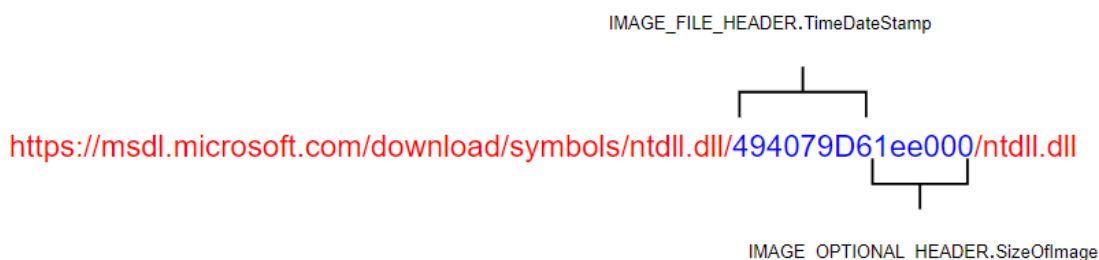 IMAGE_FILE_HEADER.TimeDateStamp
https://msdl.microsoft.com/download/symbols/ntdll.dll/494079D61ee000/ntdll.dll
IMAGE_OPTIONAL_HEADER.SizeOfImage